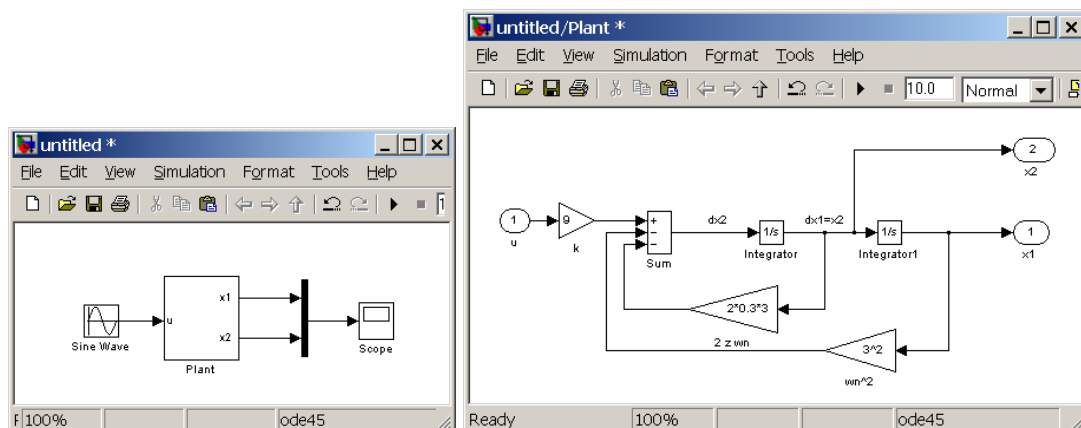 untitled *
File Edit View Simulation Format Tools Help
x1
u
x2
Sine Wave
Plant
Scope
100%
ode45
untitled/Plant *
File Edit View Simulation Format Tools Help
10.0 Normal
2
x2
1
u
9
k
+
−
−
Sum
dx2
1/s
Integrator
dx1=x2
1/s
Integrator1
1
x1
2*0.3*3
2 z wn
3^2
wn^2
Ready 100% ode45